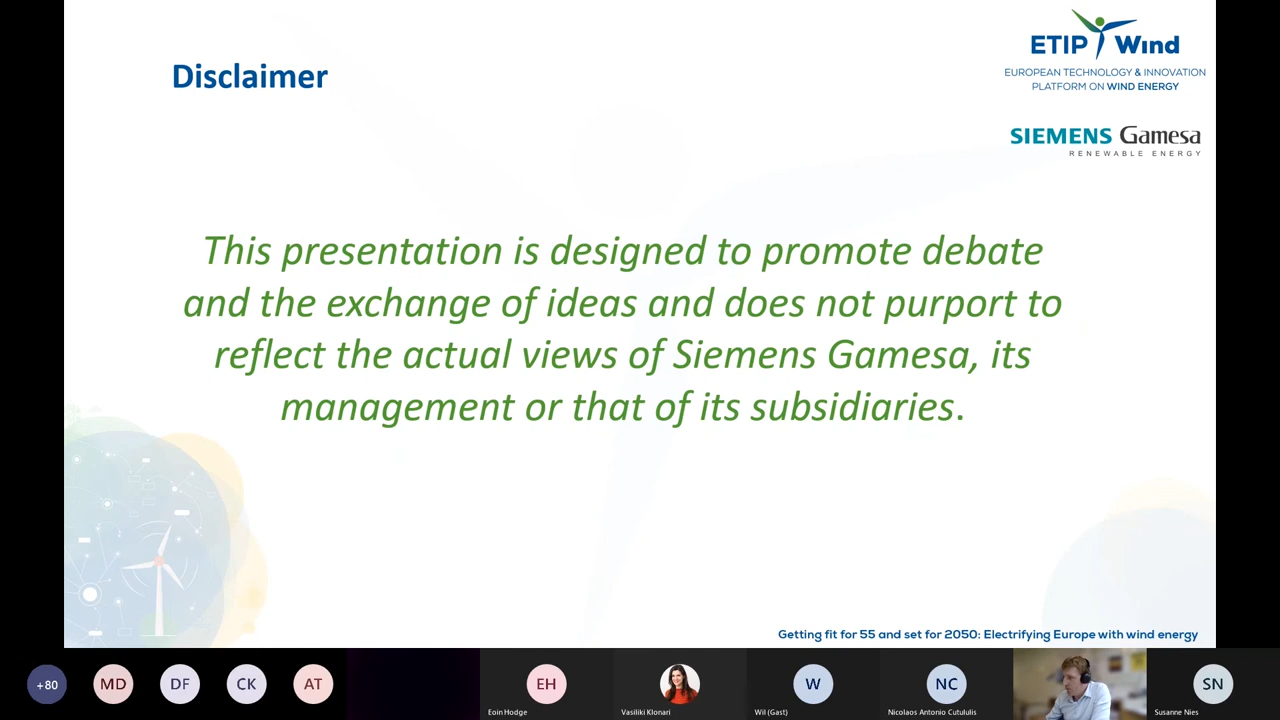 Disclaimer
ETIP Wind
EUROPEAN TECHNOLOGY & INNOVATION
PLATFORM ON WIND ENERGY
SIEMENS Gamesa
RENEWABLE ENERGY
This presentation is designed to promote debate
and the exchange of ideas and does not purport to
reflect the actual views of Siemens Gamesa, its
management or that of its subsidiaries.
Getting fit for 55 and set for 2050: Electrifying Europe with wind energy
+80 MD DF CK AT EH W NC SN
Eoin Hodge Vasiliki Klonari Wil (Gast) Nicolaos Antonio Cutululis Susanne Nies